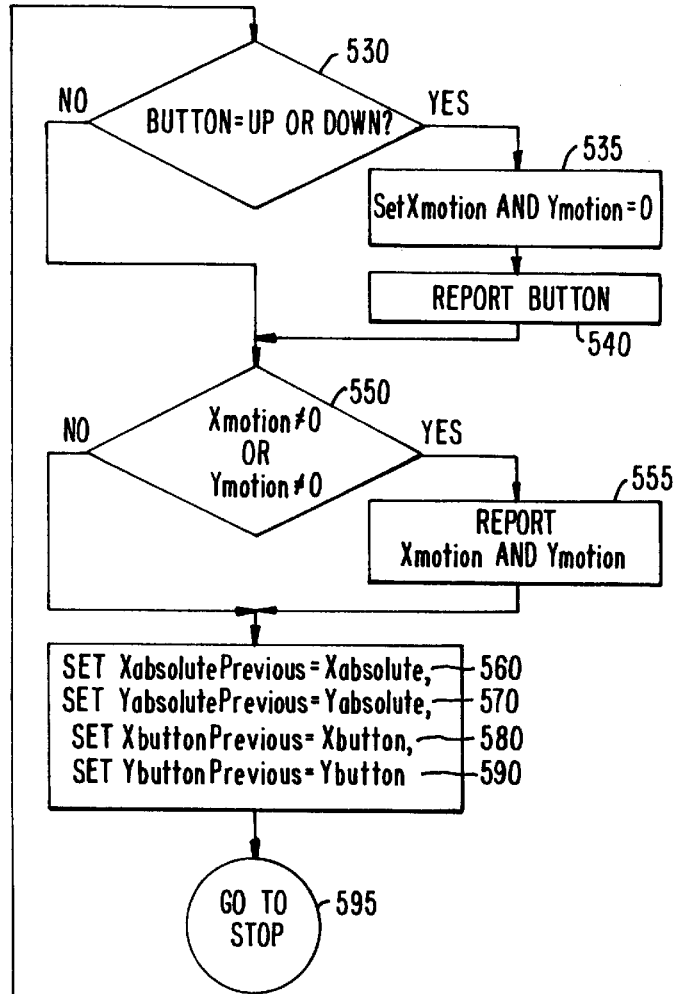 530
NO
YES
BUTTON=UP OR DOWN?
535
SetXmotion AND Ymotion=0
REPORT BUTTON
540
550
NO
YES
Xmotion≠0
OR
Ymotion≠0
555
REPORT
Xmotion AND Ymotion
SET XabsolutePrevious=Xabsolute, 560
SET YabsolutePrevious=Yabsolute, 570
SET XbuttonPrevious=Xbutton, 580
SET YbuttonPrevious=Ybutton 590
GO TO
STOP
595